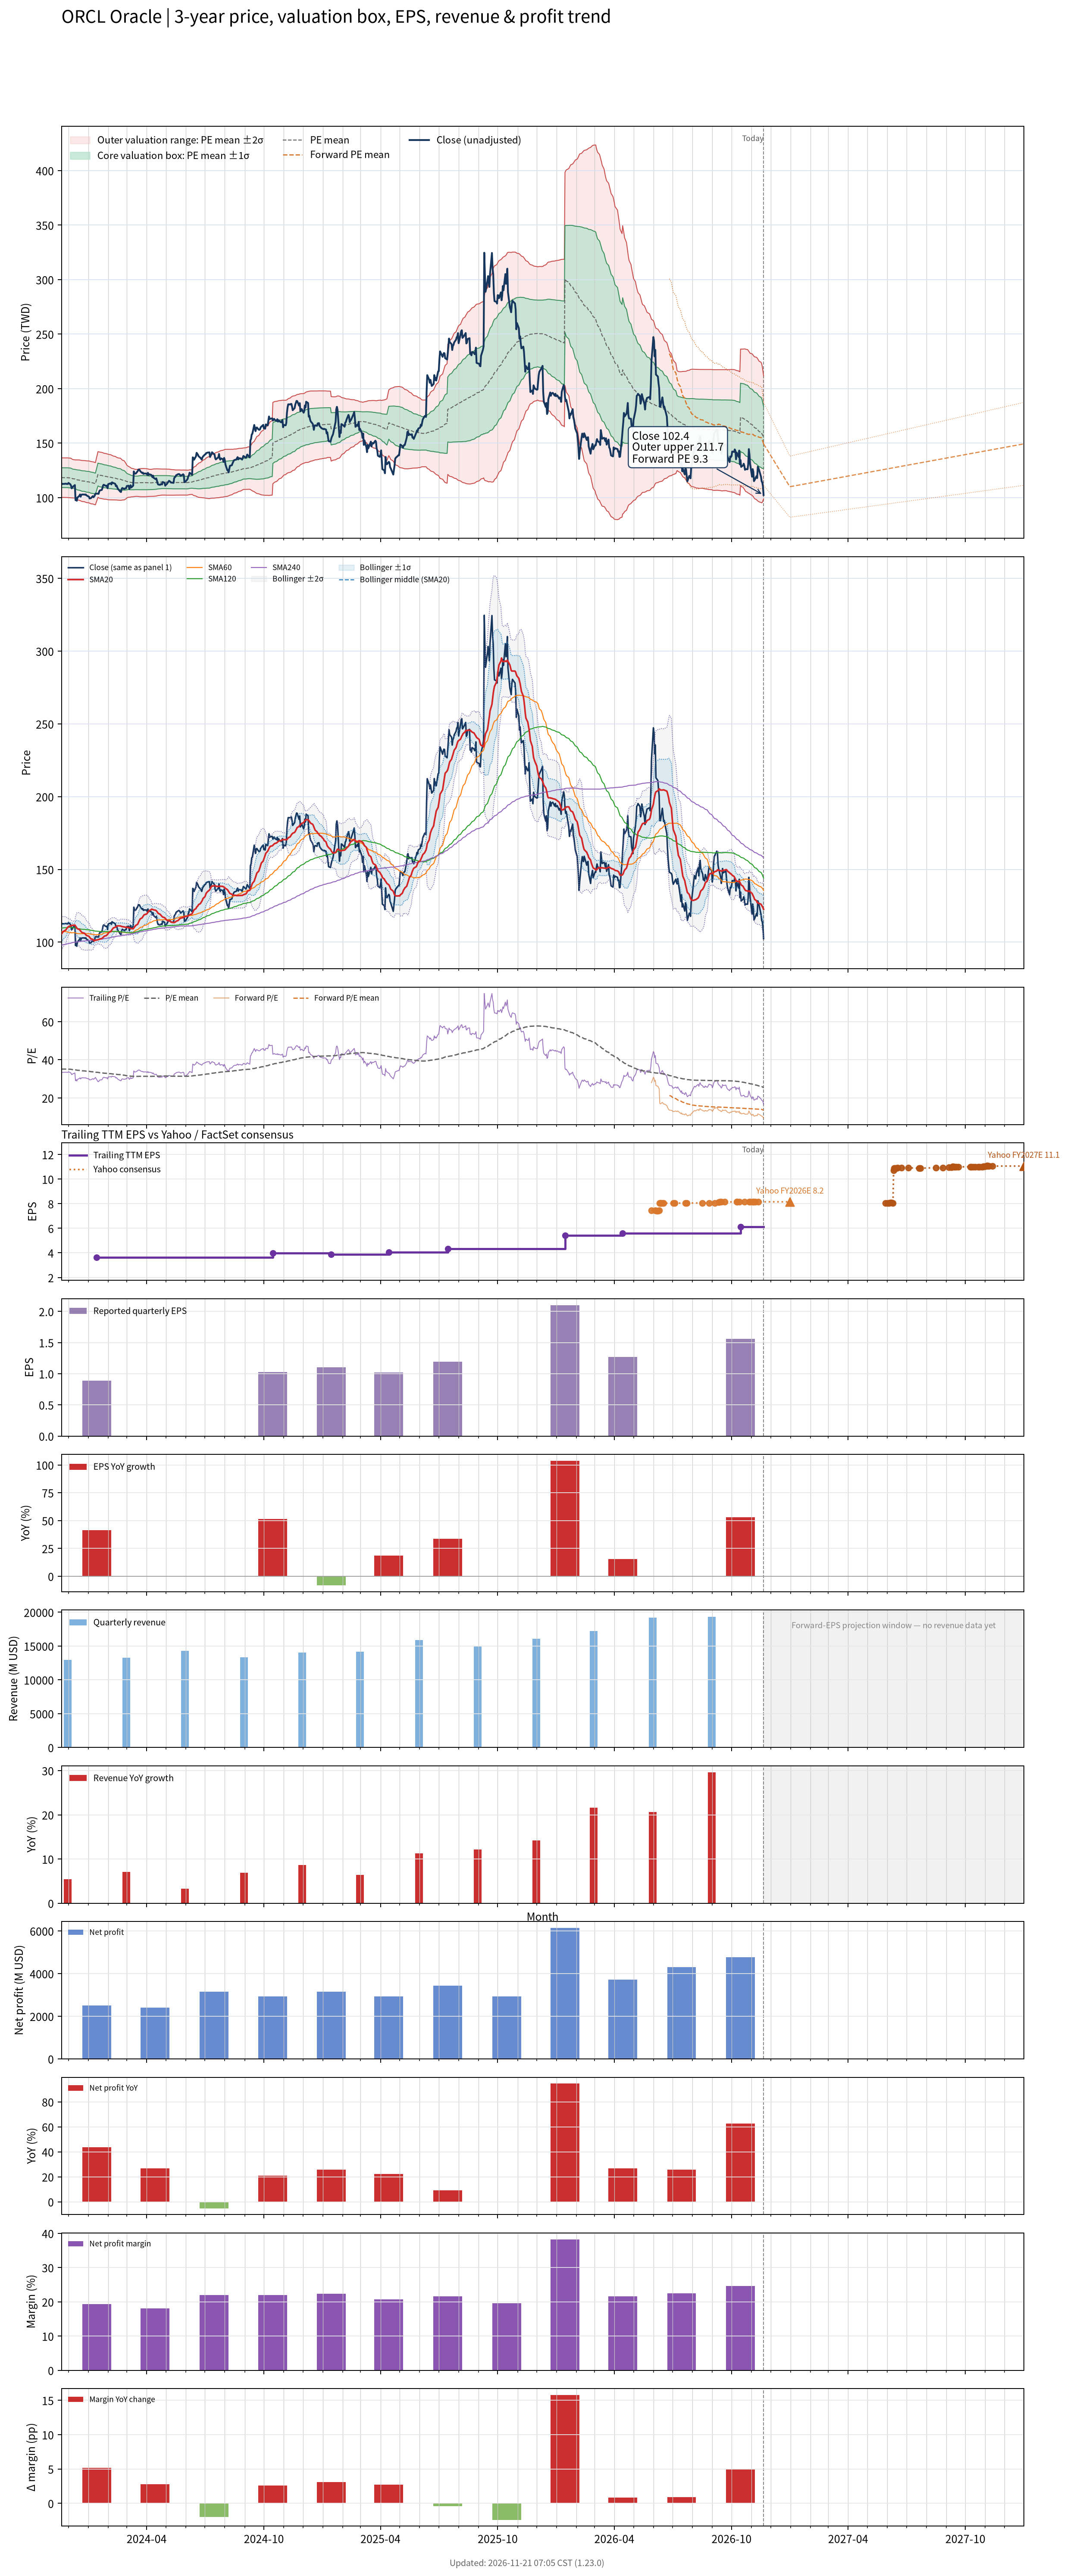 ORCL Oracle | 3-year price, valuation box, EPS, revenue & profit trend
Outer valuation range: PE mean ±2σ
Core valuation box: PE mean ±1σ
PE mean
Forward PE mean
Close (unadjusted)
Today
Price (TWD)
400
350
300
250
200
150
100
Close 102.4
Outer upper 211.7
Forward PE 9.3
Close (same as panel 1)
SMA20
SMA60
SMA120
SMA240
Bollinger ±2σ
Bollinger ±1σ
Bollinger middle (SMA20)
Price
350
300
250
200
150
100
Trailing P/E
P/E mean
Forward P/E
Forward P/E mean
P/E
60
40
20
Trailing TTM EPS vs Yahoo / FactSet consensus
Trailing TTM EPS
Yahoo consensus
Today
Yahoo FY2026E 8.2
Yahoo FY2027E 11.1
EPS
12
10
8
6
4
2
Reported quarterly EPS
EPS
2.0
1.5
1.0
0.5
0.0
EPS YoY growth
YoY (%)
100
75
50
25
0
Quarterly revenue
Forward-EPS projection window — no revenue data yet
Revenue (M USD)
20000
15000
10000
5000
0
Revenue YoY growth
YoY (%)
30
20
10
0
Month
Net profit
Net profit (M USD)
6000
4000
2000
0
Net profit YoY
YoY (%)
80
60
40
20
0
Net profit margin
Margin (%)
40
30
20
10
0
Margin YoY change
Δ margin (pp)
15
10
5
0
2024-04
2024-10
2025-04
2025-10
2026-04
2026-10
2027-04
2027-10
Updated: 2026-11-21 07:05 CST (1.23.0)